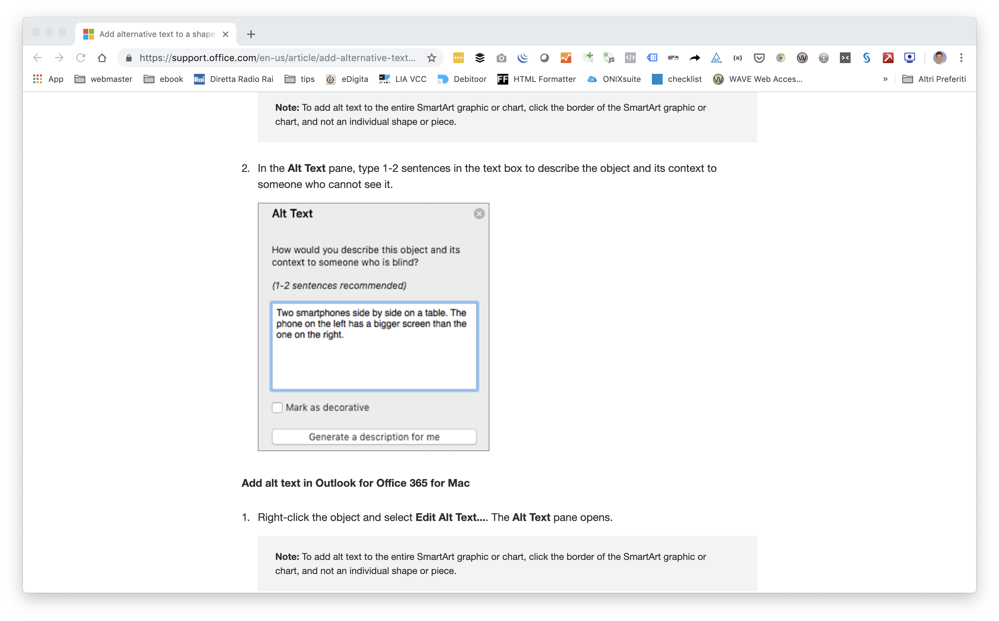 Add alternative text to a shape,
https://support.office.com/en-us/article/add-alternative-text...
App webmaster ebook Rai Diretta Radio Rai tips eDigita LIA VCC Debitoor FF HTML Formatter OS ONIXsuite checklist WAVE Web Acces... » Altri Preferiti
Note: To add alt text to the entire SmartArt graphic or chart, click the border of the SmartArt graphic or
chart, and not an individual shape or piece.
2. In the Alt Text pane, type 1-2 sentences in the text box to describe the object and its context to
someone who cannot see it.
Alt Text
How would you describe this object and its
context to someone who is blind?
(1-2 sentences recommended)
Two smartphones side by side on a table. The
phone on the left has a bigger screen than the
one on the right.
Mark as decorative
Generate a description for me
Add alt text in Outlook for Office 365 for Mac
1. Right-click the object and select Edit Alt Text.... The Alt Text pane opens.
Note: To add alt text to the entire SmartArt graphic or chart, click the border of the SmartArt graphic or
chart, and not an individual shape or piece.